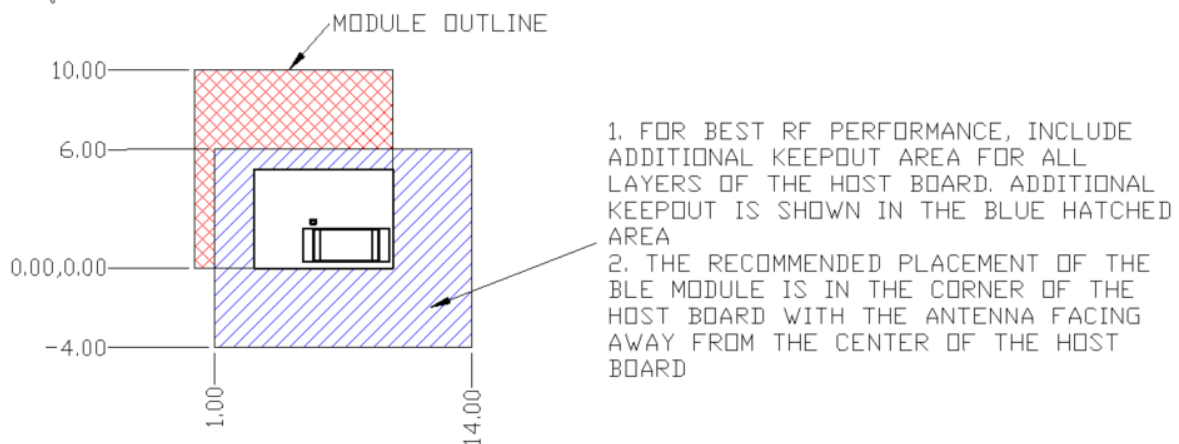 MODULE OUTLINE
10.00
6.00
0.00,0.00
-4.00
1.00
14.00
1. FOR BEST RF PERFORMANCE, INCLUDE
ADDITIONAL KEEPOUT AREA FOR ALL
LAYERS OF THE HOST BOARD. ADDITIONAL
KEEPOUT IS SHOWN IN THE BLUE HATCHED
AREA
2. THE RECOMMENDED PLACEMENT OF THE
BLE MODULE IS IN THE CORNER OF THE
HOST BOARD WITH THE ANTENNA FACING
AWAY FROM THE CENTER OF THE HOST
BOARD